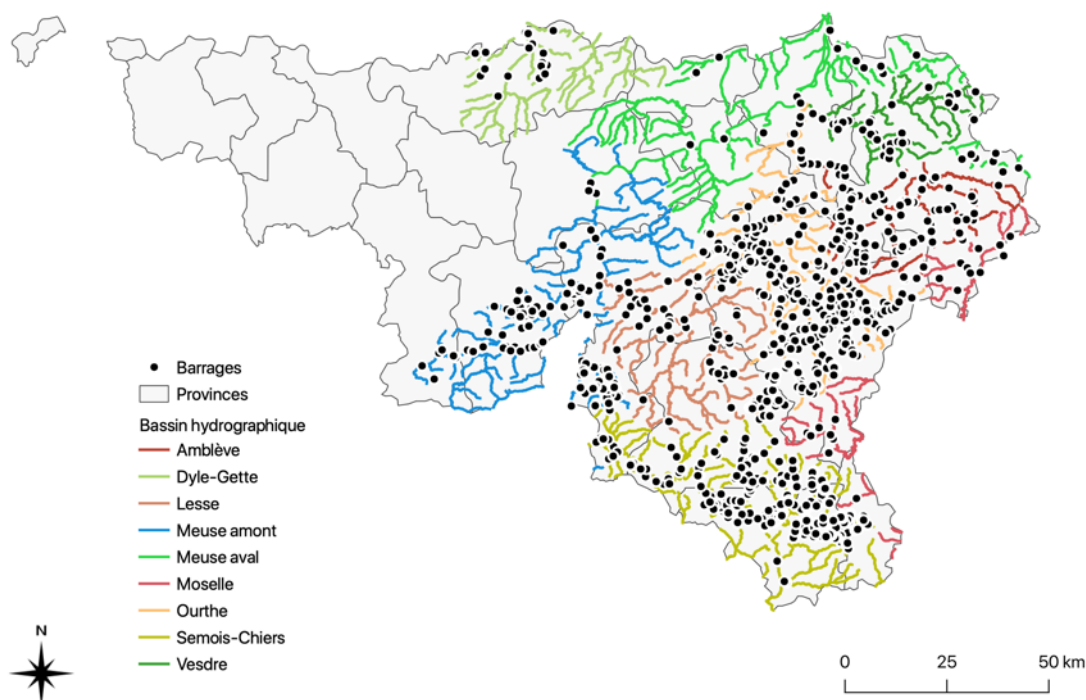 Barrages
Provinces
Bassin hydrographique
Amblève
Dyle-Gette
Lesse
Meuse amont
Meuse aval
Moselle
Ourthe
Semois-Chiers
Vesdre
N
0 25 50 km